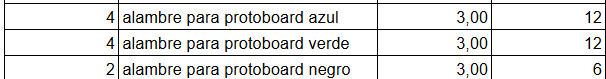 4 alambre para protoboard azul 3,00 12
4 alambre para protoboard verde 3,00 12
2 alambre para protoboard negro 3,00 6